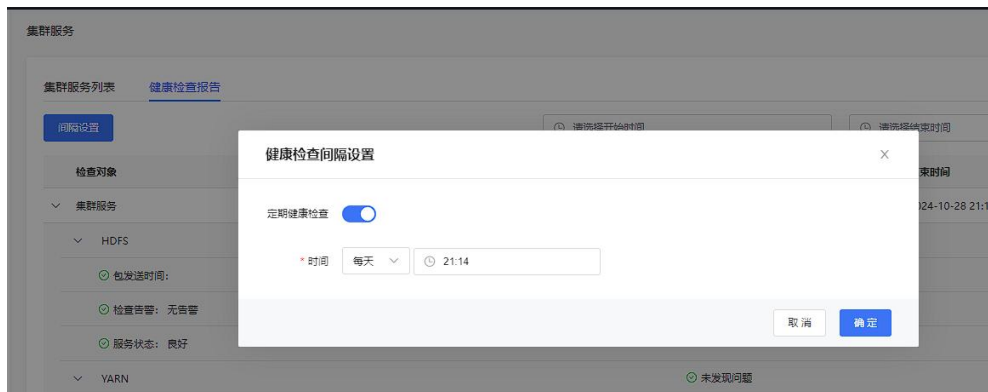 集群服务
集群服务列表 健康检查报告
间隔设置 请选择开始时间 请选择结束时间
健康检查间隔设置
检查对象 束时间
集群服务 024-10-28 21:1
定期健康检查
HDFS
* 时间 每天 21:14
包发送时间:
检查告警: 无告警
取 消 确 定
服务状态: 良好
YARN 未发现问题